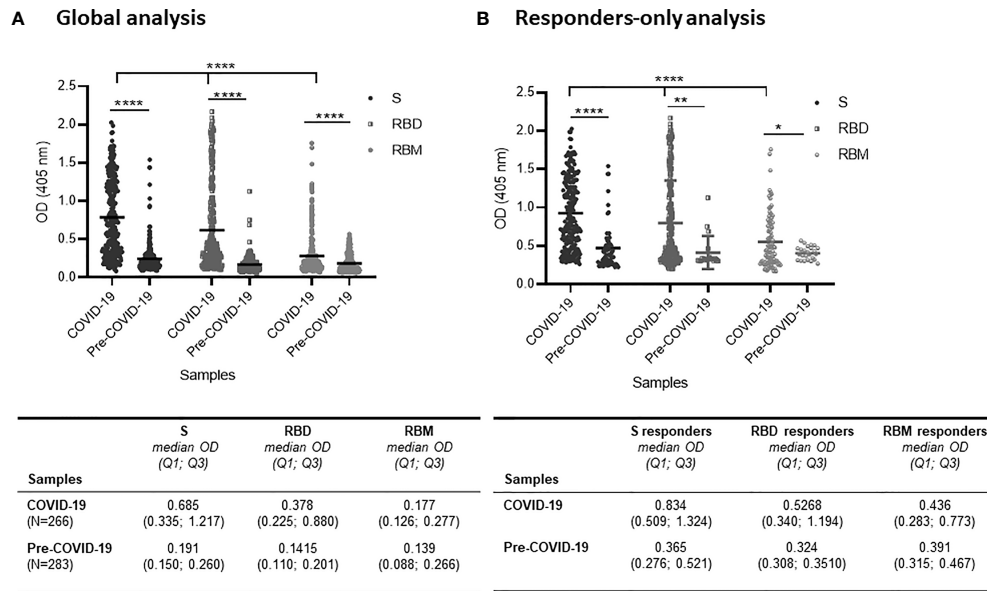 A Global analysis
****
2.5
2.0
1.5
1.0
0.5
0.0
OD (405 nm)
****
****
****
S
RBD
RBM
COVID-19
Pre-COVID-19
COVID-19
Pre-COVID-19
COVID-19
Pre-COVID-19
Samples
S RBD RBM
median OD median OD median OD
(Q1; Q3) (Q1; Q3) (Q1; Q3)
Samples
COVID-19 0.685 0.378 0.177
(N=266) (0.335; 1.217) (0.225; 0.880) (0.126; 0.277)
Pre-COVID-19 0.191 0.1415 0.139
(N=283) (0.150; 0.260) (0.110; 0.201) (0.088; 0.266)
B Responders-only analysis
****
2.5
2.0
1.5
1.0
0.5
0.0
OD (405 nm)
****
**
*
S
RBD
RBM
COVID-19
Pre-COVID-19
COVID-19
Pre-COVID-19
COVID-19
Pre-COVID-19
Samples
S responders RBD responders RBM responders
median OD median OD median OD
(Q1; Q3) (Q1; Q3) (Q1; Q3)
Samples
COVID-19 0.834 0.5268 0.436
(0.509; 1.324) (0.340; 1.194) (0.283; 0.773)
Pre-COVID-19 0.365 0.324 0.391
(0.276; 0.521) (0.308; 0.3510) (0.315; 0.467)